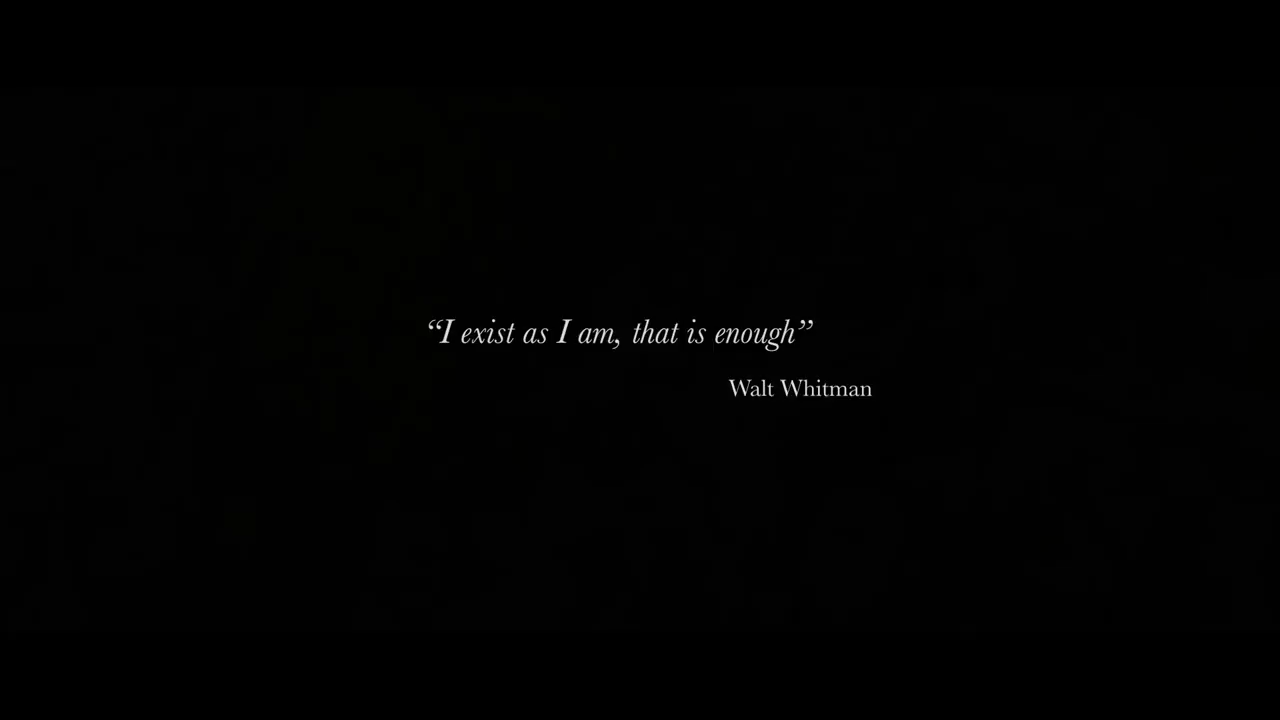 “I exist as I am, that is enough”
Walt Whitman